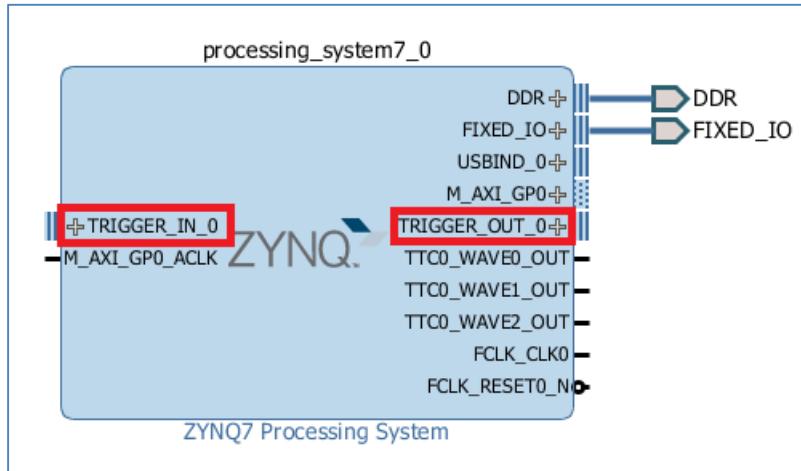 processing_system7_0
DDR
DDR
FIXED_IO
FIXED_IO
USBIND_0
M_AXI_GP0
TRIGGER_IN_0
TRIGGER_OUT_0
M_AXI_GP0_ACLK
ZYNQ
TTC0_WAVE0_OUT
TTC0_WAVE1_OUT
TTC0_WAVE2_OUT
FCLK_CLK0
FCLK_RESET0_N
ZYNQ7 Processing System